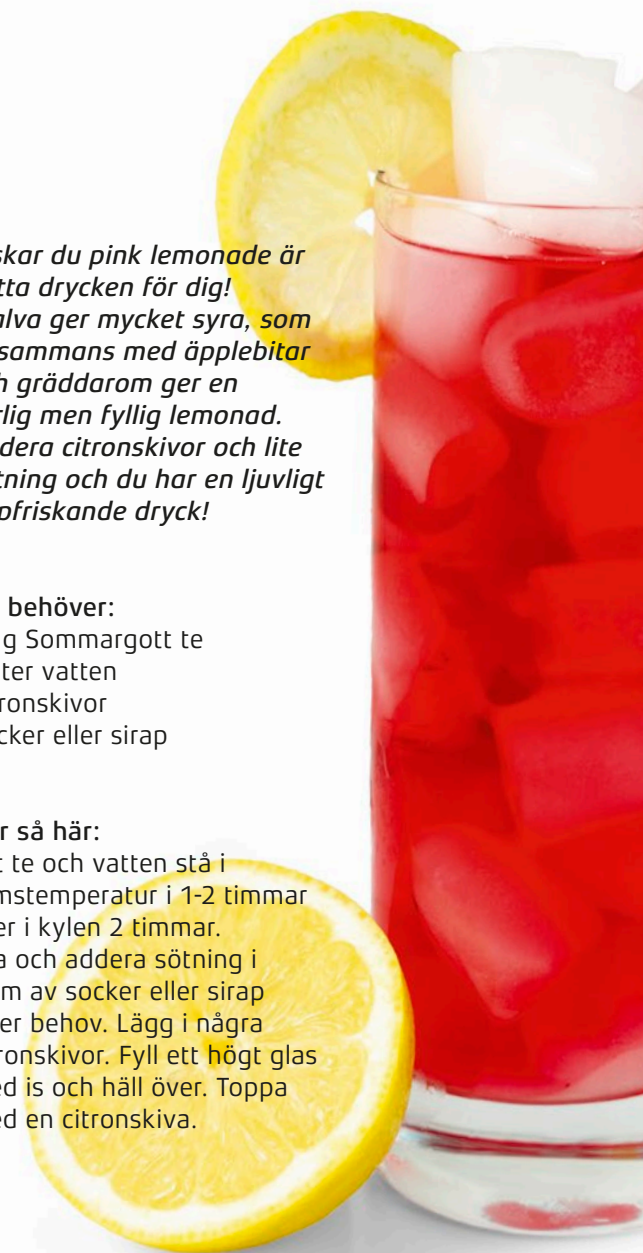 skar du pink lemonade är
tta drycken för dig!
alva ger mycket syra, som
sammans med äpplebitar
h gräddarom ger en
rlig men fyllig lemonad.
dera citronskivor och lite
tning och du har en ljuvligt
pfriskande dryck!
behöver:
g Sommargott te
ter vatten
ronskivor
cker eller sirap
r så här:
t te och vatten stå i
mstemperatur i 1-2 timmar
er i kylen 2 timmar.
a och addera sötning i
m av socker eller sirap
er behov. Lägg i några
ronskivor. Fyll ett högt glas
ed is och häll över. Toppa
ed en citronskiva.